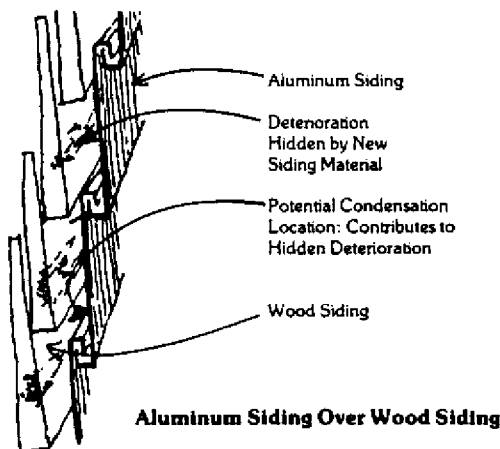 Aluminum Siding
Deterioration
Hidden by New
Siding Material
Potential Condensation
Location: Contributes to
Hidden Deterioration
Wood Siding
Aluminum Siding Over Wood Siding